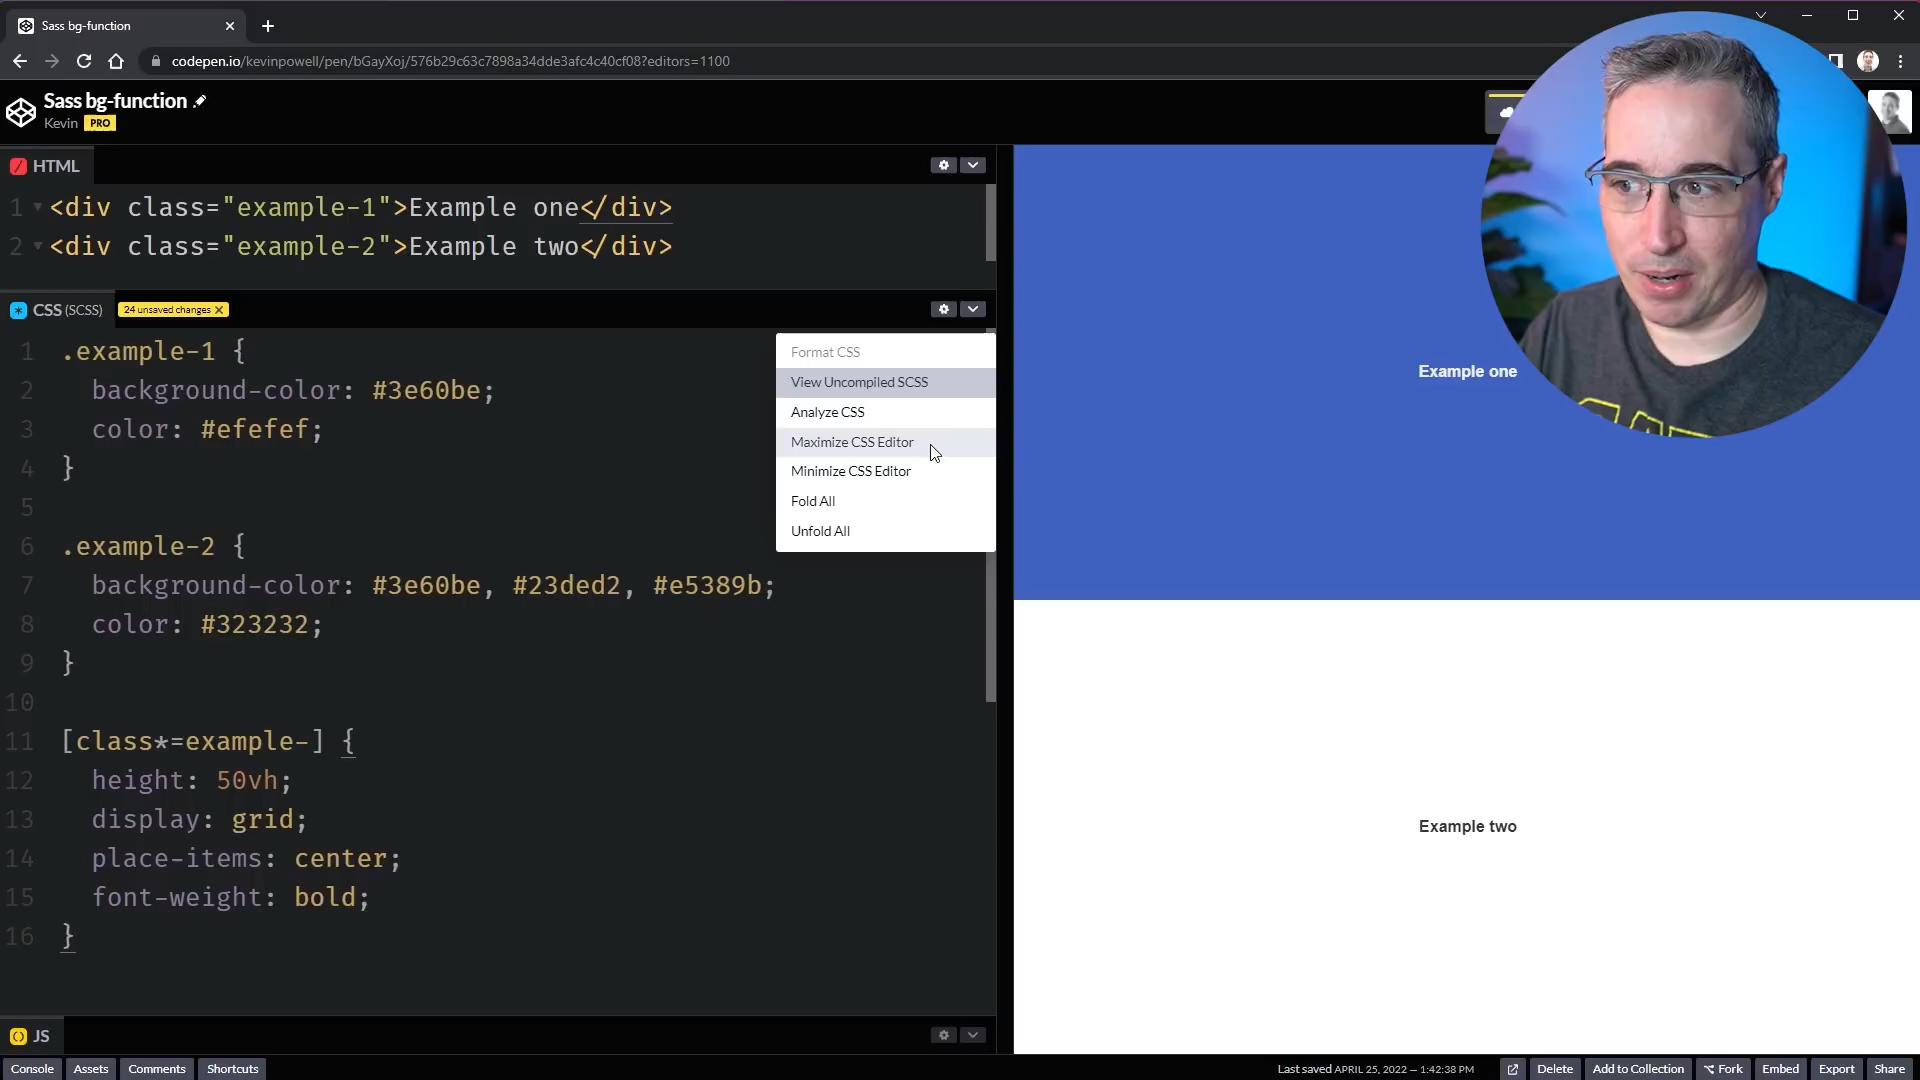 Sass bg-function
codepen.io/kevinpowell/pen/bGayXoj/576b29c63c7898a34dde3afc4c40cf08?editors=1100
Sass bg-function
Kevin PRO
HTML
1 <div class="example-1">Example one</div>
2 <div class="example-2">Example two</div>
CSS (SCSS) 24 unsaved changes
1 .example-1 {
2 background-color: #3e60be;
3 color: #efefef;
4 }
5
6 .example-2 {
7 background-color: #3e60be, #23ded2, #e5389b;
8 color: #323232;
9 }
10
11 [class*=example-] {
12 height: 50vh;
13 display: grid;
14 place-items: center;
15 font-weight: bold;
16 }
Format CSS
View Uncompiled SCSS
Analyze CSS
Maximize CSS Editor
Minimize CSS Editor
Fold All
Unfold All
Example one
Example two
JS
Console Assets Comments Shortcuts
Last saved APRIL 25, 2022 — 1:42:38 PM
Delete Add to Collection Fork Embed Export Share